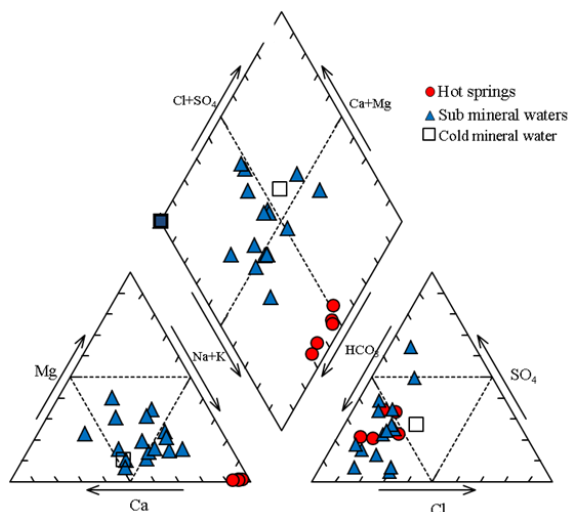 Cl+SO4
Ca+Mg
Hot springs
Sub mineral waters
Cold mineral water
Mg
Na+K
HCO3
SO4
Ca
Cl